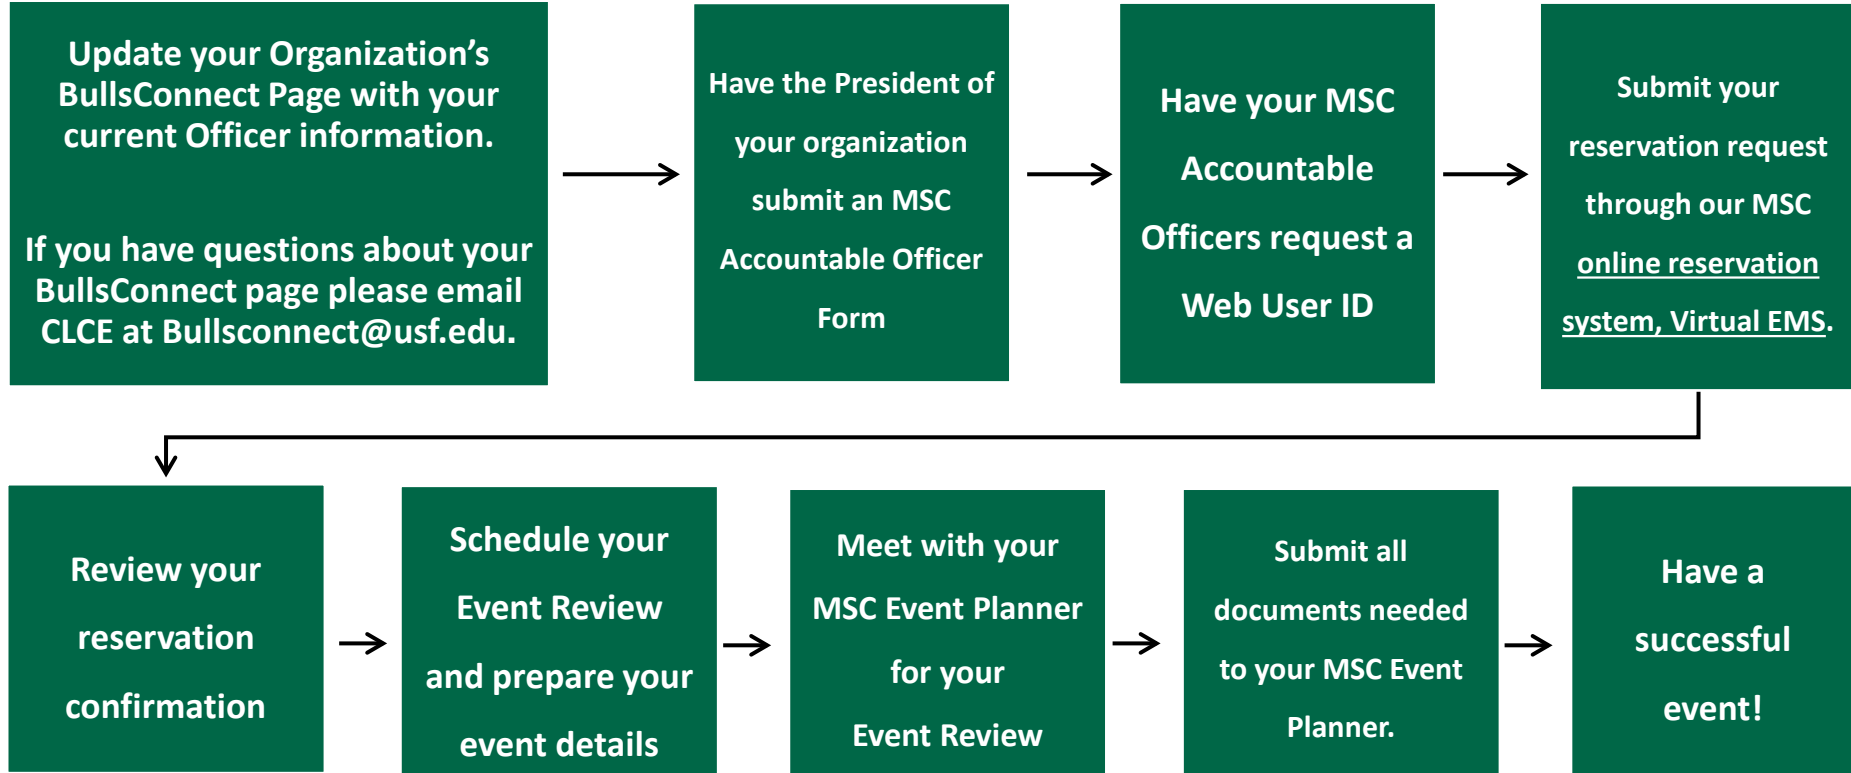 Update your Organization's
BullsConnect Page with your
current Officer information.
If you have questions about your
BullsConnect page please email
CLCE at Bullsconnect@usf.edu.
Have the President of
your organization
submit an MSC
Accountable Officer
Form
Have your MSC
Accountable
Officers request a
Web User ID
Submit your
reservation request
through our MSC
online reservation
system, Virtual EMS.
Review your
reservation
confirmation
Schedule your
Event Review
and prepare your
event details
Meet with your
MSC Event Planner
for your
Event Review
Submit all
documents needed
to your MSC Event
Planner.
Have a
successful
event!